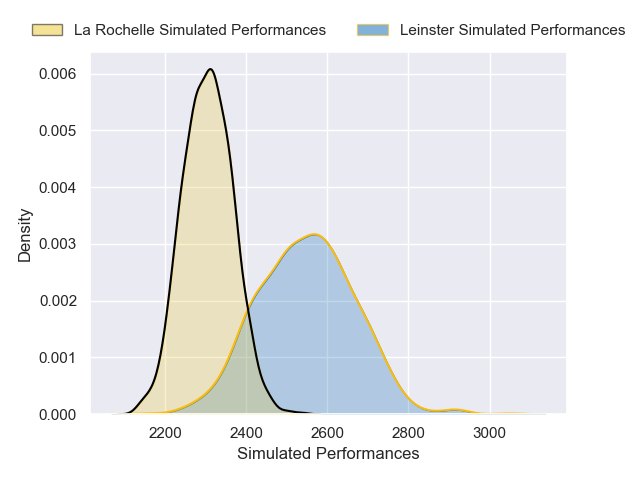 La Rochelle Simulated Performances Leinster Simulated Performances
0.006
0.005
0.004
0.003
0.002
0.001
0.000
Density
2200 2400 2600 2800 3000
Simulated Performances